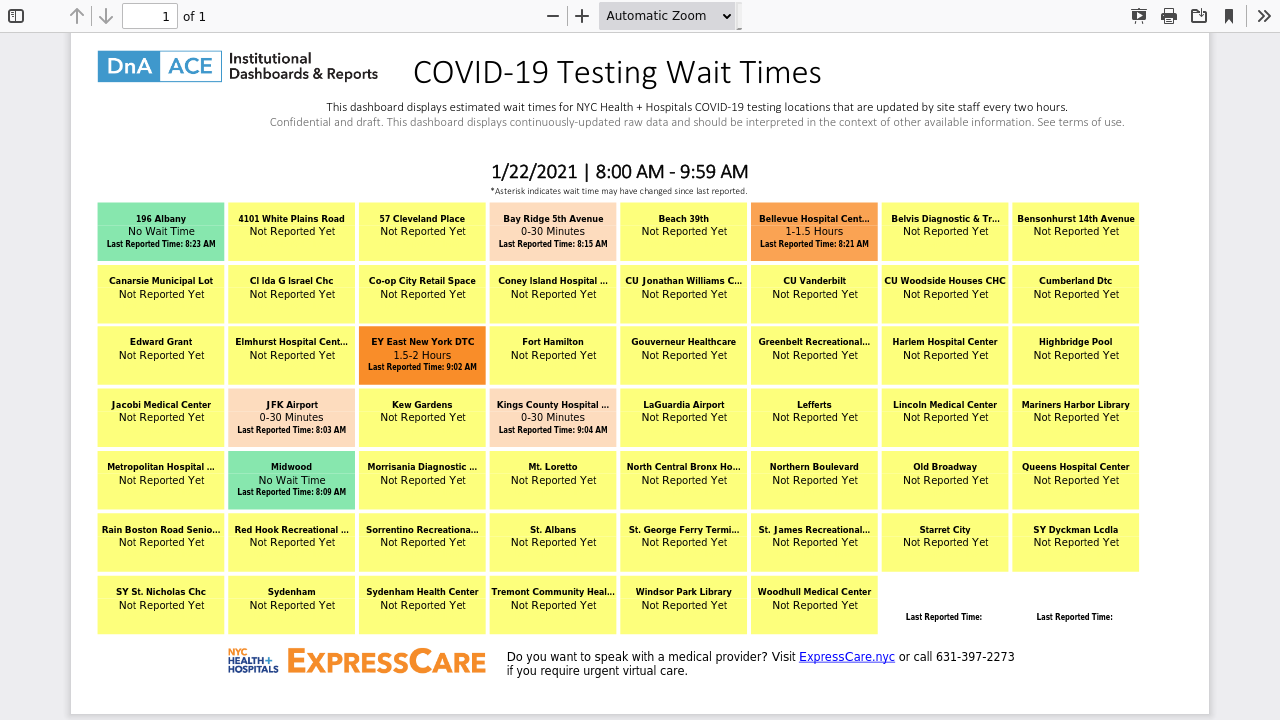 1 of 1 Automatic Zoom
DnA ACE Institutional
Dashboards & Reports
COVID-19 Testing Wait Times
This dashboard displays estimated wait times for NYC Health + Hospitals COVID-19 testing locations that are updated by site staff every two hours.
Confidential and draft. This dashboard displays continuously-updated raw data and should be interpreted in the context of other available information. See terms of use.
1/22/2021 | 8:00 AM - 9:59 AM
*Asterisk indicates wait time may have changed since last reported.
196 Albany
No Wait Time
Last Reported Time: 8:23 AM
4101 White Plains Road
Not Reported Yet
57 Cleveland Place
Not Reported Yet
Bay Ridge 5th Avenue
0-30 Minutes
Last Reported Time: 8:15 AM
Beach 39th
Not Reported Yet
Bellevue Hospital Cent...
1-1.5 Hours
Last Reported Time: 8:21 AM
Belvis Diagnostic & Tr...
Not Reported Yet
Bensonhurst 14th Avenue
Not Reported Yet
Canarsie Municipal Lot
Not Reported Yet
CI Ida G Israel Chc
Not Reported Yet
Co-op City Retail Space
Not Reported Yet
Coney Island Hospital ...
Not Reported Yet
CU Jonathan Williams C...
Not Reported Yet
CU Vanderbilt
Not Reported Yet
CU Woodside Houses CHC
Not Reported Yet
Cumberland Dtc
Not Reported Yet
Edward Grant
Not Reported Yet
Elmhurst Hospital Cent...
Not Reported Yet
EY East New York DTC
1.5-2 Hours
Last Reported Time: 9:02 AM
Fort Hamilton
Not Reported Yet
Gouverneur Healthcare
Not Reported Yet
Greenbelt Recreational...
Not Reported Yet
Harlem Hospital Center
Not Reported Yet
Highbridge Pool
Not Reported Yet
Jacobi Medical Center
Not Reported Yet
JFK Airport
0-30 Minutes
Last Reported Time: 8:03 AM
Kew Gardens
Not Reported Yet
Kings County Hospital ...
0-30 Minutes
Last Reported Time: 9:04 AM
LaGuardia Airport
Not Reported Yet
Lefferts
Not Reported Yet
Lincoln Medical Center
Not Reported Yet
Mariners Harbor Library
Not Reported Yet
Metropolitan Hospital ...
Not Reported Yet
Midwood
No Wait Time
Last Reported Time: 8:09 AM
Morrisania Diagnostic ...
Not Reported Yet
Mt. Loretto
Not Reported Yet
North Central Bronx Ho...
Not Reported Yet
Northern Boulevard
Not Reported Yet
Old Broadway
Not Reported Yet
Queens Hospital Center
Not Reported Yet
Rain Boston Road Senio...
Not Reported Yet
Red Hook Recreational ...
Not Reported Yet
Sorrentino Recreationa...
Not Reported Yet
St. Albans
Not Reported Yet
St. George Ferry Termi...
Not Reported Yet
St. James Recreational...
Not Reported Yet
Starret City
Not Reported Yet
SY Dyckman Lcdla
Not Reported Yet
SY St. Nicholas Chc
Not Reported Yet
Sydenham
Not Reported Yet
Sydenham Health Center
Not Reported Yet
Tremont Community Heal...
Not Reported Yet
Windsor Park Library
Not Reported Yet
Woodhull Medical Center
Not Reported Yet
Last Reported Time:
Last Reported Time:
NYC
HEALTH+
HOSPITALS
EXPRESSCARE
Do you want to speak with a medical provider? Visit ExpressCare.nyc or call 631-397-2273
if you require urgent virtual care.